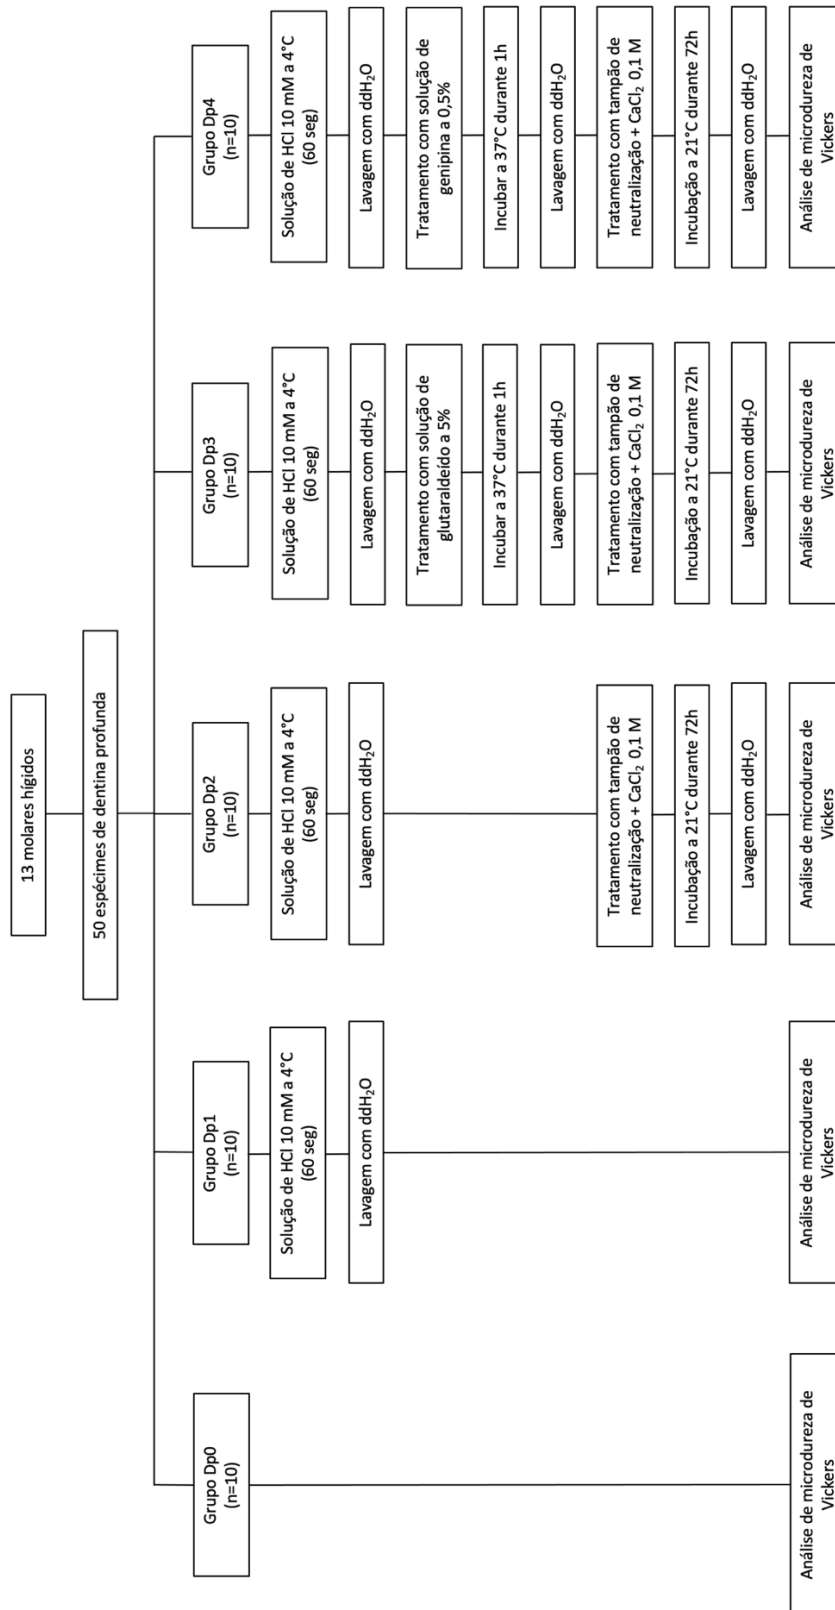 13 molares hígidos
50 espécimes de dentina profunda
Grupo Dp0
(n=10)
Análise de microdureza de
Vickers
Grupo Dp1
(n=10)
Solução de HCl 10 mM a 4°C
(60 seg)
Lavagem com ddH₂O
Análise de microdureza de
Vickers
Grupo Dp2
(n=10)
Solução de HCl 10 mM a 4°C
(60 seg)
Lavagem com ddH₂O
Tratamento com tampão de
neutralização + CaCl₂ 0,1 M
Incubação a 21°C durante 72h
Lavagem com ddH₂O
Análise de microdureza de
Vickers
Grupo Dp3
(n=10)
Solução de HCl 10 mM a 4°C
(60 seg)
Lavagem com ddH₂O
Tratamento com solução de
glutaraldeído a 5%
Incubar a 37°C durante 1h
Lavagem com ddH₂O
Tratamento com tampão de
neutralização + CaCl₂ 0,1 M
Incubação a 21°C durante 72h
Lavagem com ddH₂O
Análise de microdureza de
Vickers
Grupo Dp4
(n=10)
Solução de HCl 10 mM a 4°C
(60 seg)
Lavagem com ddH₂O
Tratamento com solução de
genipina a 0,5%
Incubar a 37°C durante 1h
Lavagem com ddH₂O
Tratamento com tampão de
neutralização + CaCl₂ 0,1 M
Incubação a 21°C durante 72h
Lavagem com ddH₂O
Análise de microdureza de
Vickers